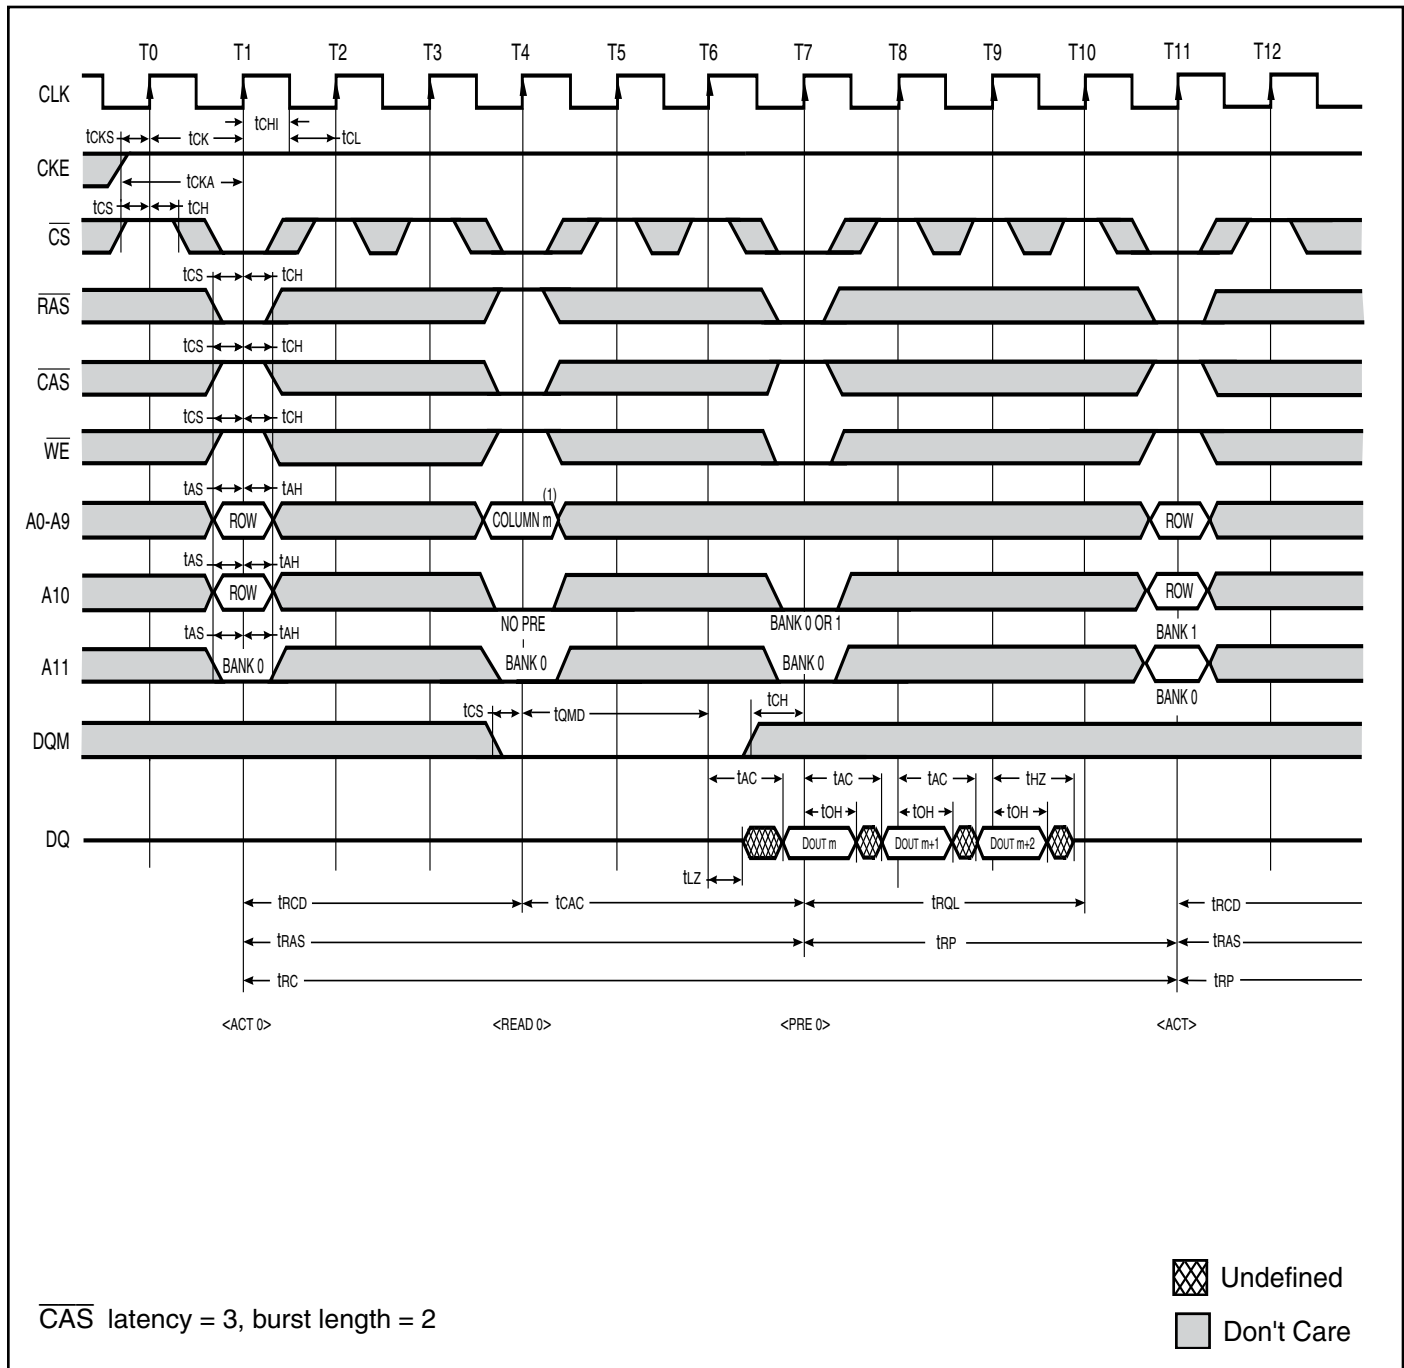 T0 T1 T2 T3 T4 T5 T6 T7 T8 T9 T10 T11 T12
CLK
tCHI
tCKS tCK tCL
CKE
tCKA
tCS tCH
CS
tCS tCH
RAS
tCS tCH
CAS
tCS tCH
WE
tAS tAH
(1)
A0-A9 ROW COLUMN m ROW
tAS tAH
A10 ROW ROW
NO PRE BANK 0 OR 1
tAS tAH BANK 1
A11 BANK 0 BANK 0 BANK 0
BANK 0
tCS tQMD tCH
DQM
tAC tAC tAC tHZ
tOH tOH tOH
DQ DOUT m DOUT m+1 DOUT m+2
tLZ
tRCD tCAC tRQL tRCD
tRAS tRP tRAS
tRC tRP
<ACT 0> <READ 0> <PRE 0> <ACT>
Undefined
CAS latency = 3, burst length = 2
Don't Care